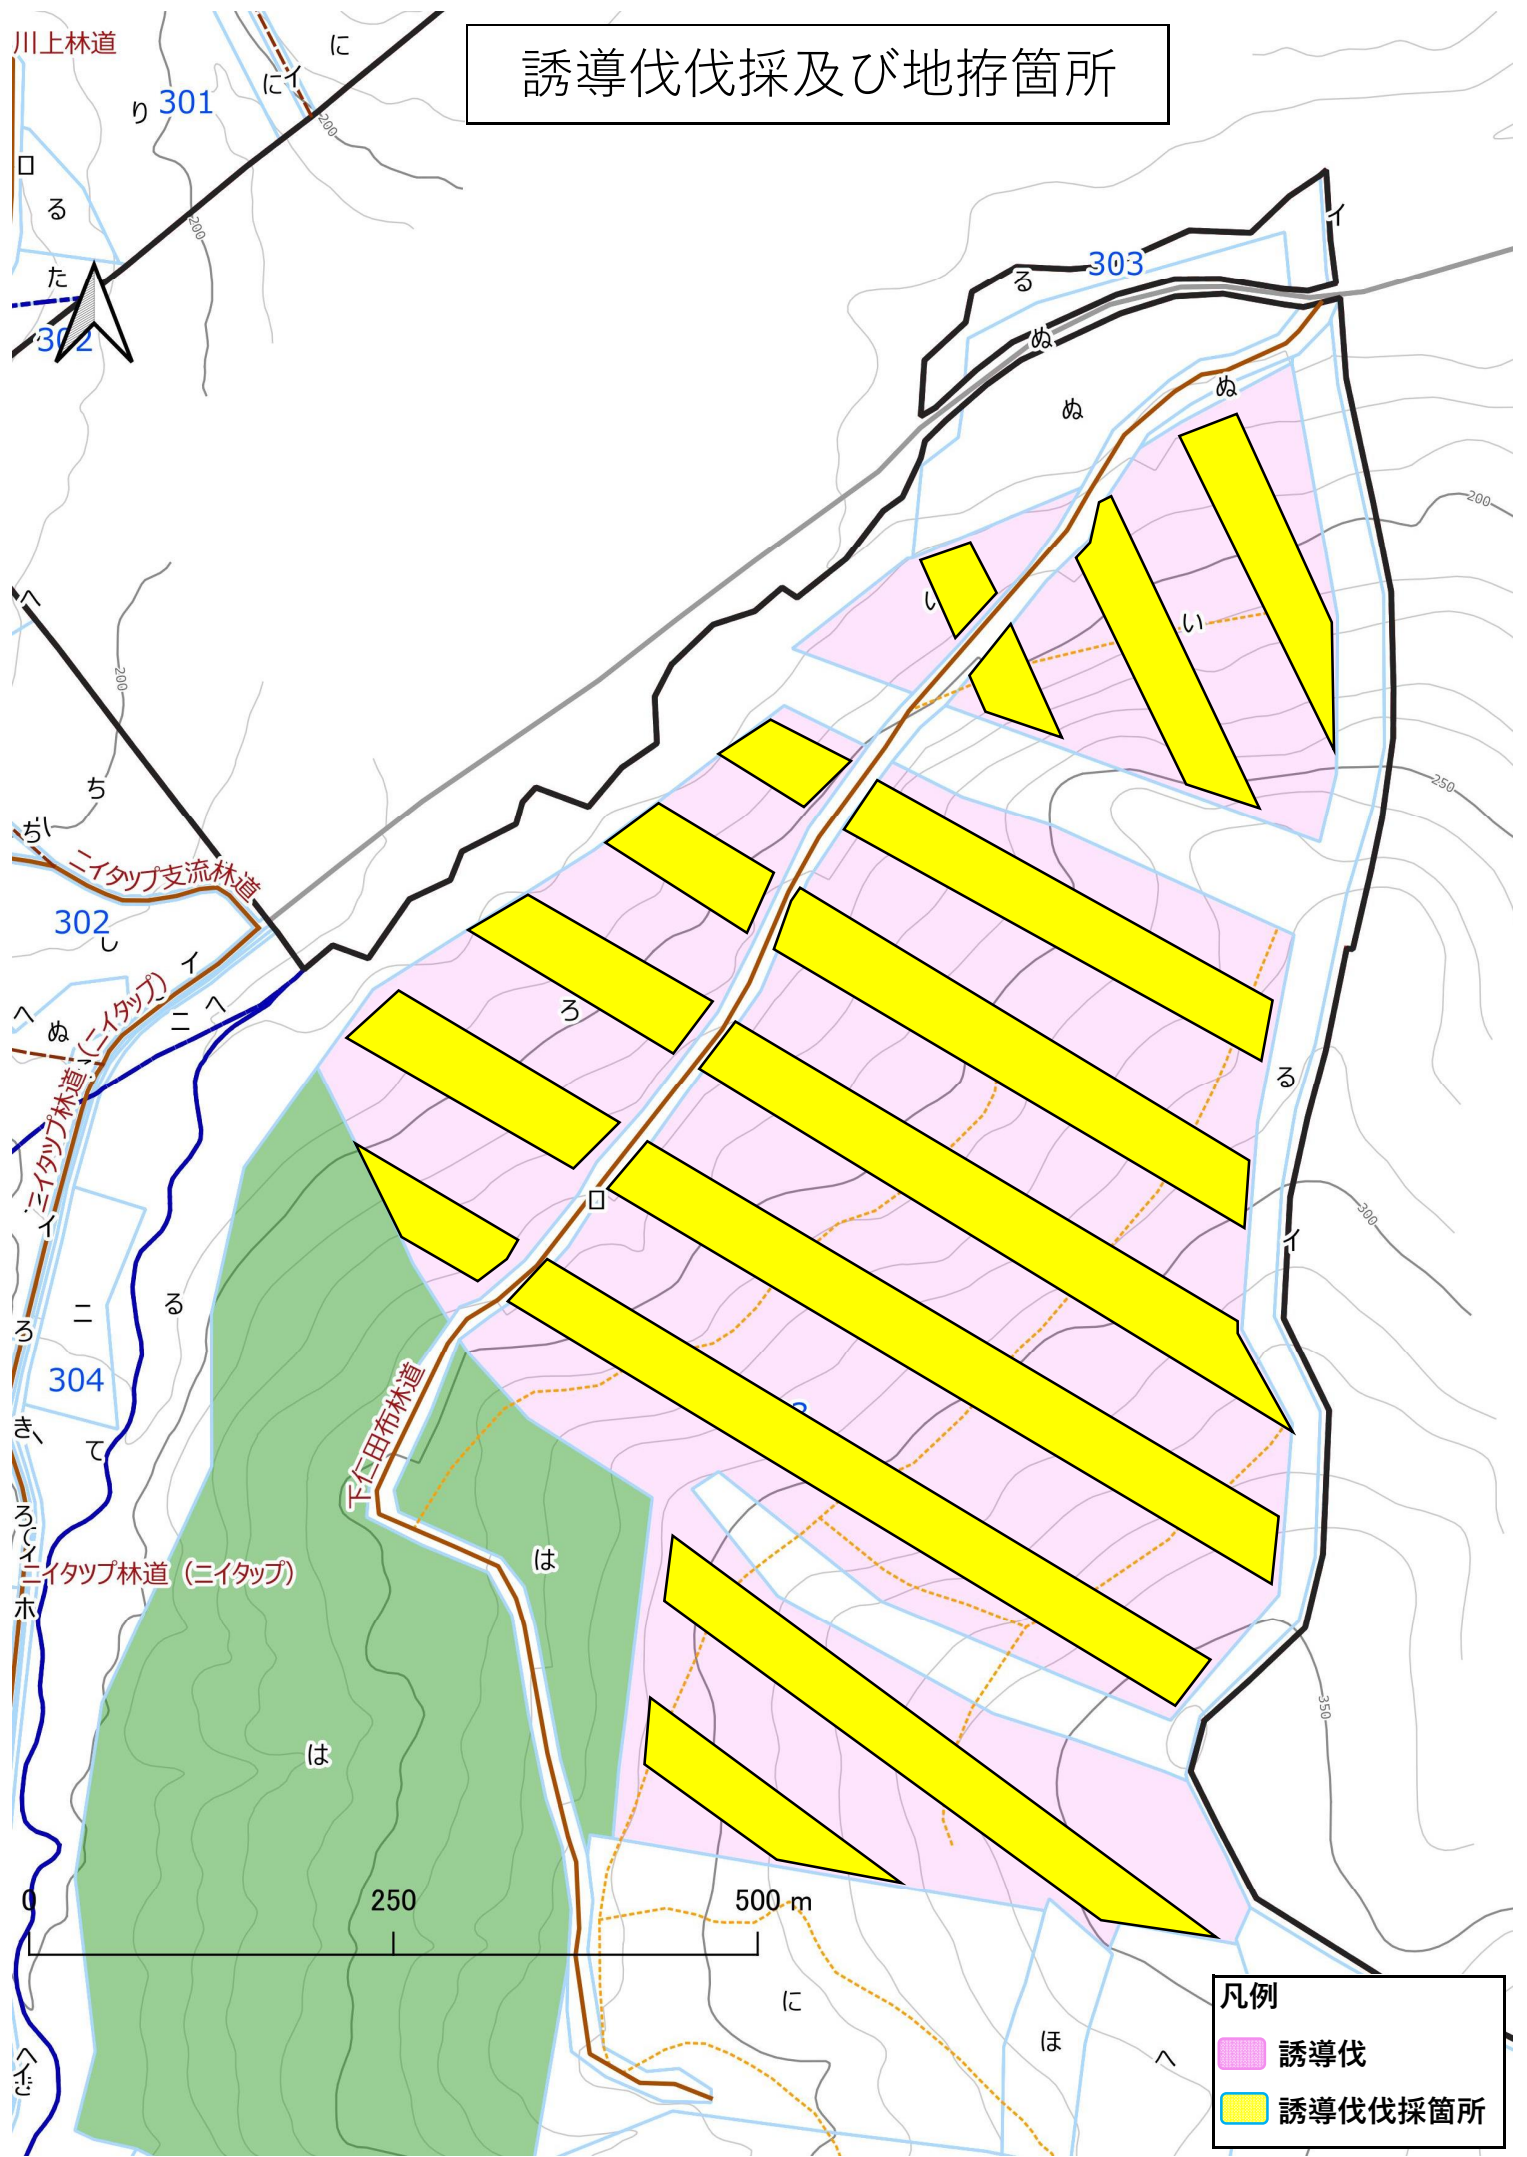 誘導伐伐採及び地拵箇所
川上林道
に
に
イ
り
301
200
ロ
る
200
た
302
イ
303
る
ぬ
ぬ
ぬ
200
い
い
へ
200
250
ち
ち
ニイタップ支流林道
302
し
イ
へ
ニ
へ
ぬ
ろ
ニイタップ林道(ニイタップ)
る
ロ
300
イ
イ
ニ
る
ろ
304
き
て
下仁田布林道
ろ
イ
は
ニイタップ林道(ニイタップ)
ホ
は
350
0
250
500 m
に
ほ
へ
へ
凡例
誘導伐
誘導伐伐採箇所